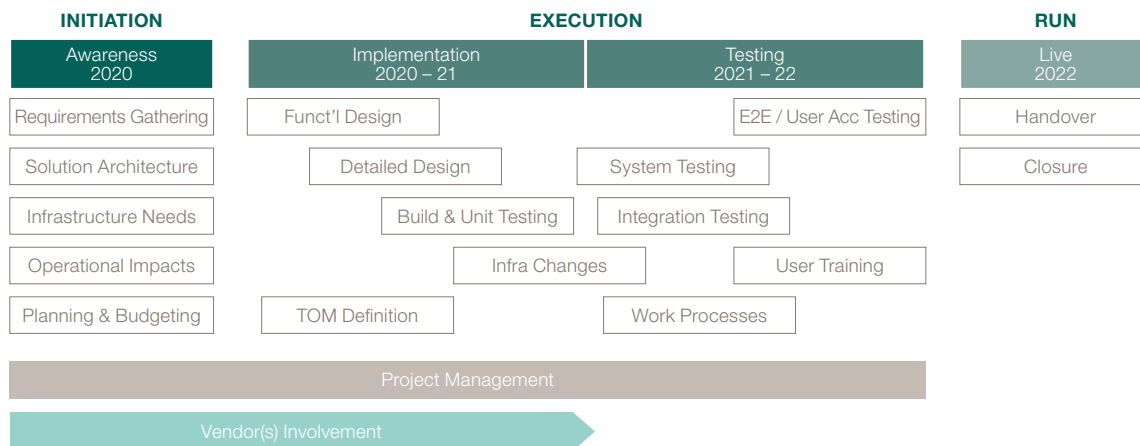 INITIATION
EXECUTION
RUN
Awareness
2020
Implementation
2020 – 21
Testing
2021 – 22
Live
2022
Requirements Gathering
Funct'l Design
E2E / User Acc Testing
Handover
Solution Architecture
Detailed Design
System Testing
Closure
Infrastructure Needs
Build & Unit Testing
Integration Testing
Operational Impacts
Infra Changes
User Training
Planning & Budgeting
TOM Definition
Work Processes
Project Management
Vendor(s) Involvement